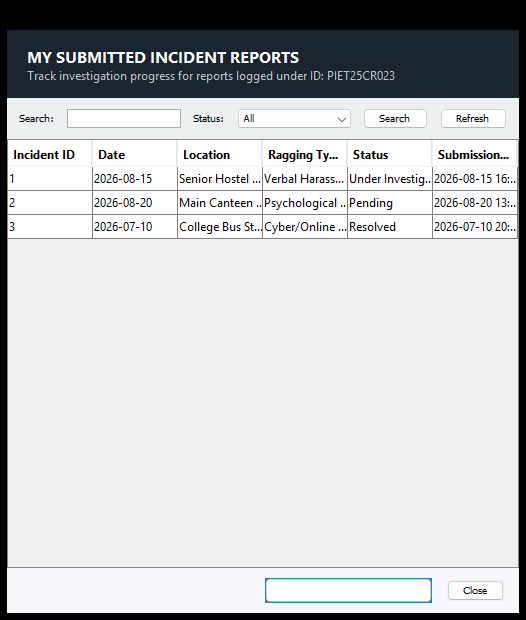 MY SUBMITTED INCIDENT REPORTS
Track investigation progress for reports logged under ID: PIET25CR023
Search: Status: All Search Refresh
Incident ID Date Location Ragging Ty... Status Submission...
1 2026-08-15 Senior Hostel ... Verbal Harass... Under Investig... 2026-08-15 16:...
2 2026-08-20 Main Canteen ... Psychological ... Pending 2026-08-20 13:...
3 2026-07-10 College Bus St... Cyber/Online ... Resolved 2026-07-10 20:...
Close